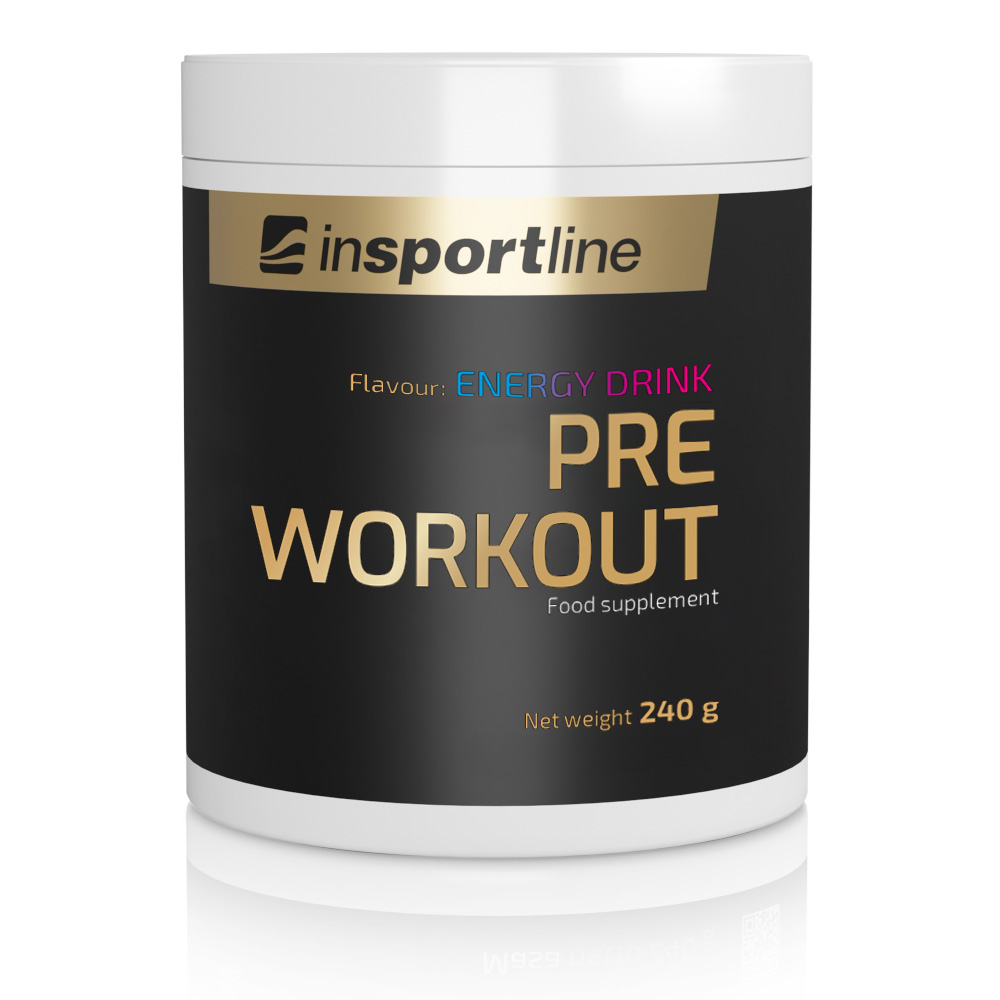 insportline
Flavour: ENERGY DRINK
PRE
WORKOUT
Food supplement
Net weight 240 g